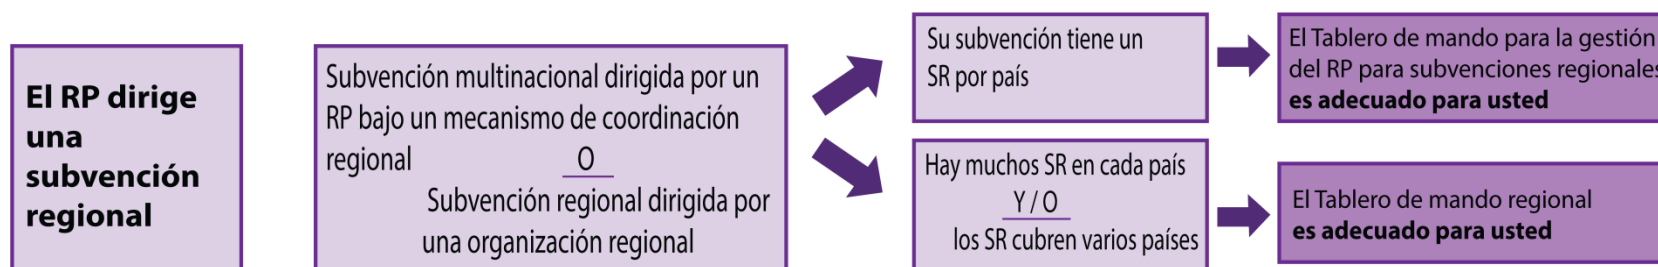 El RP dirige
una
subvención
regional
Subvención multinacional dirigida por un
RP bajo un mecanismo de coordinación
regional O
Subvención regional dirigida por
una organización regional
Su subvención tiene un
SR por país
El Tablero de mando para la gestión
del RP para subvenciones regionales
es adecuado para usted
Hay muchos SR en cada país
Y / O
los SR cubren varios países
El Tablero de mando regional
es adecuado para usted